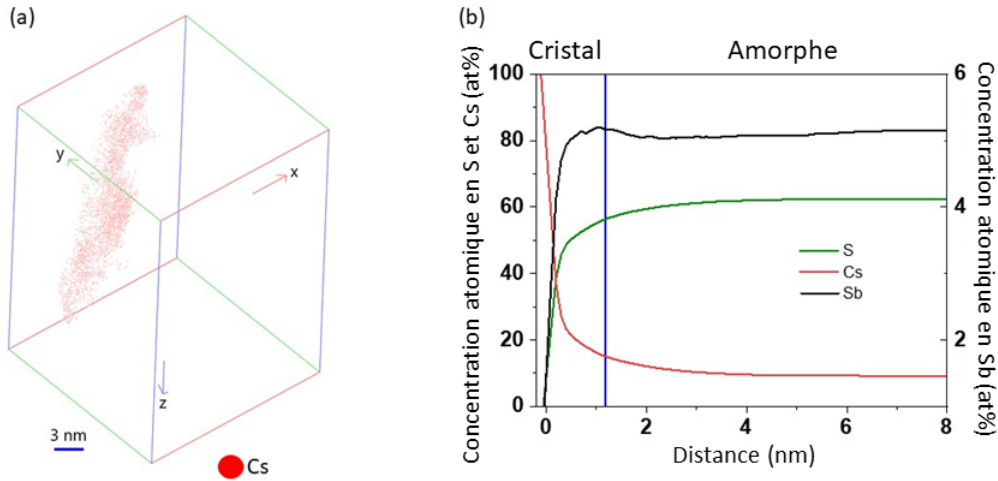 (a)
y
x
z
3 nm
Cs
(b)
Cristal
Amorphe
Concentration atomique en S et Cs (at%)
100
80
60
40
20
0
S
Cs
Sb
6
4
2
Concentration atomique en Sb (at%)
0
2
4
6
8
Distance (nm)